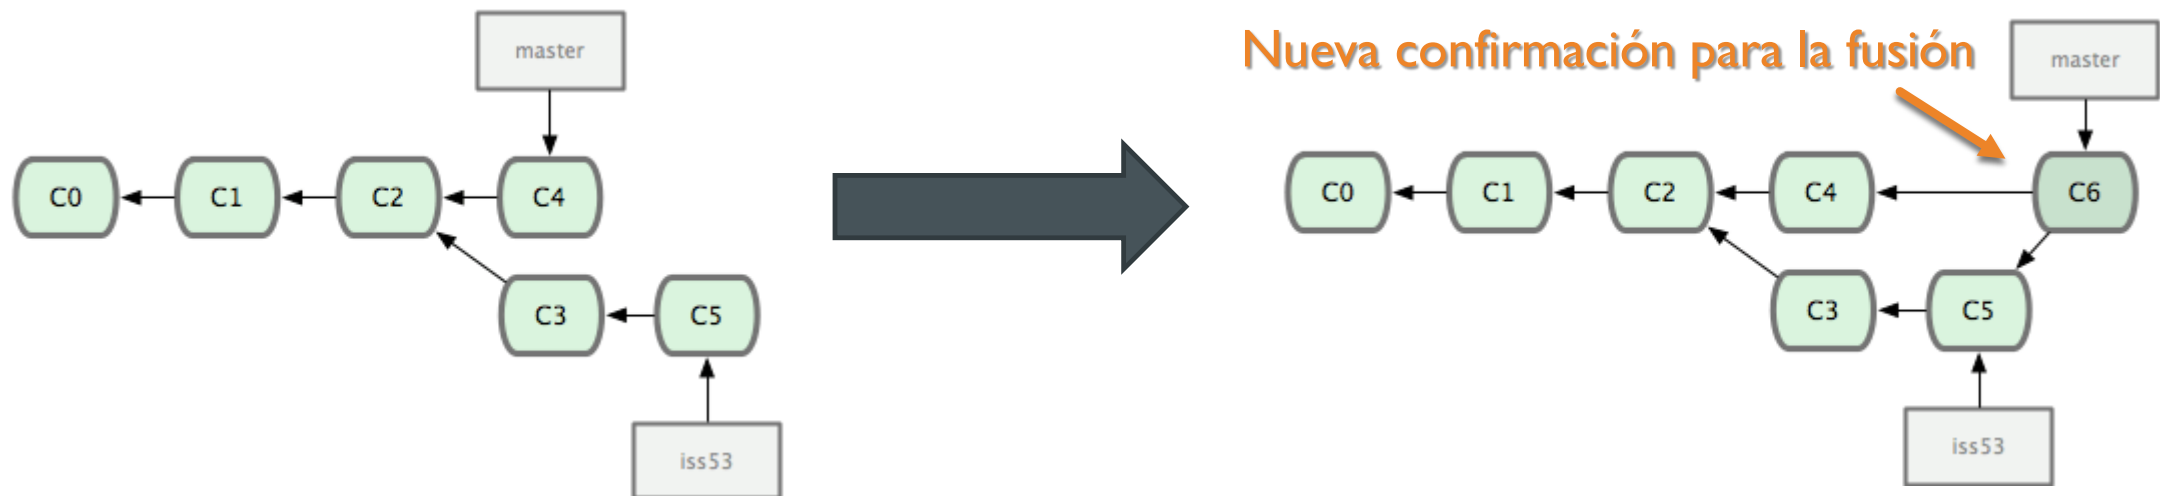 master
C0
C1
C2
C4
C3
C5
iss53
Nueva confirmación para la fusión
master
C0
C1
C2
C4
C6
C3
C5
iss53